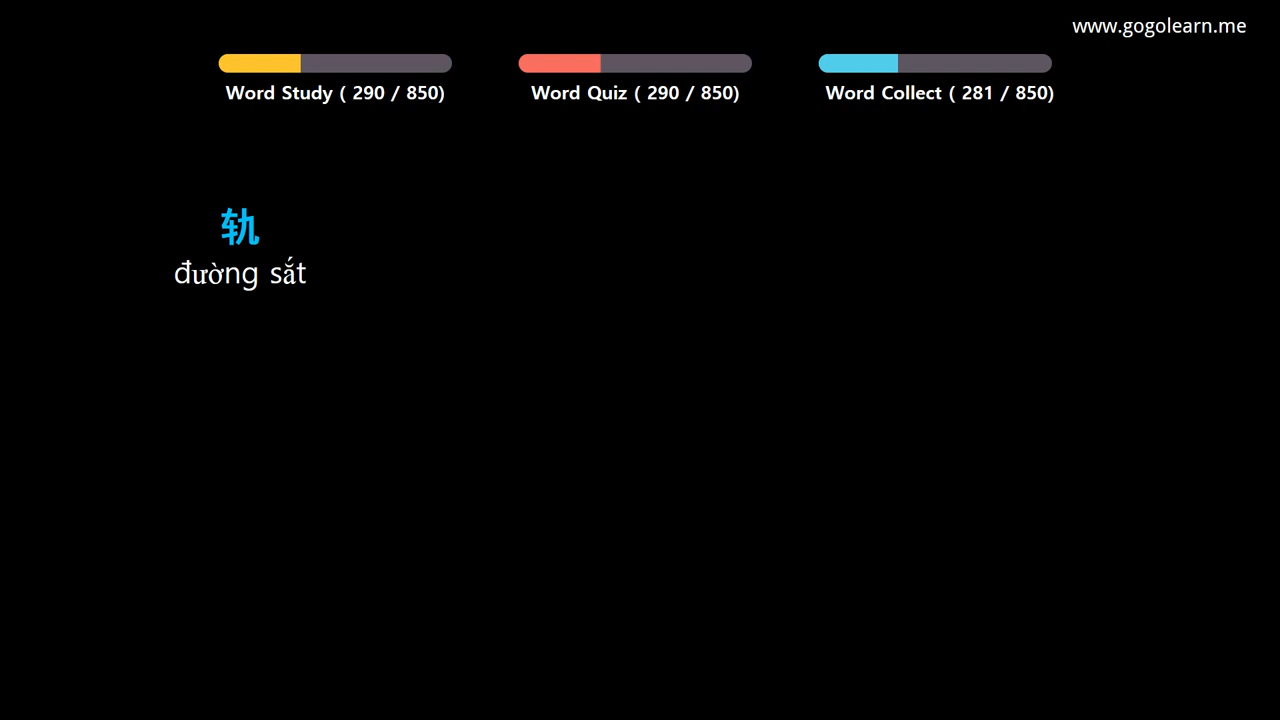 www.gogolearn.me
Word Study ( 290 / 850)
Word Quiz ( 290 / 850)
Word Collect ( 281 / 850)
轨
đường sắt